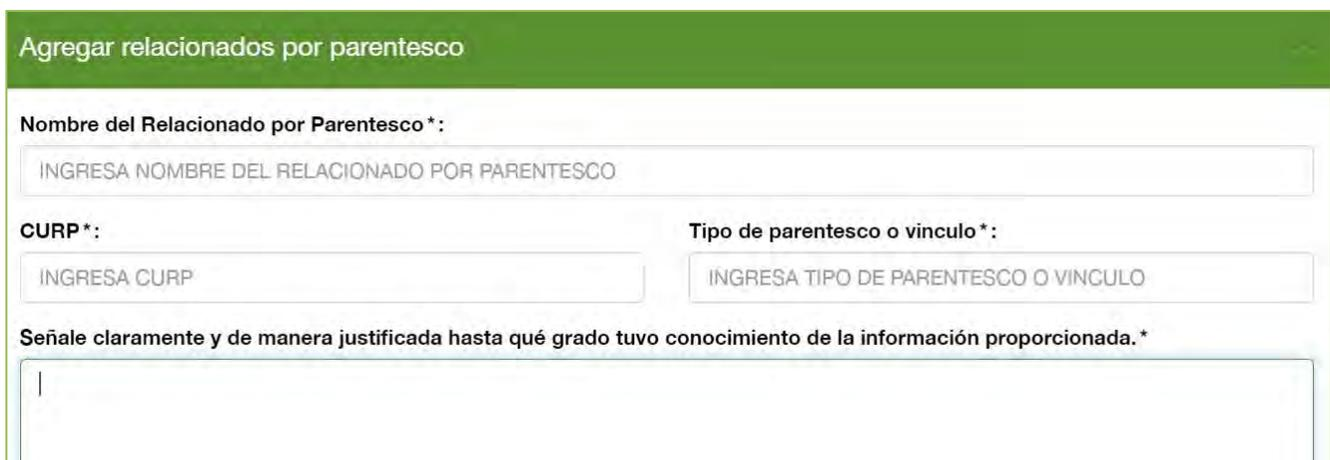 Agregar relacionados por parentesco
Nombre del Relacionado por Parentesco*:
INGRESA NOMBRE DEL RELACIONADO POR PARENTESCO
CURP*: Tipo de parentesco o vinculo*:
INGRESA CURP INGRESA TIPO DE PARENTESCO O VINCULO
Señale claramente y de manera justificada hasta qué grado tuvo conocimiento de la información proporcionada.*